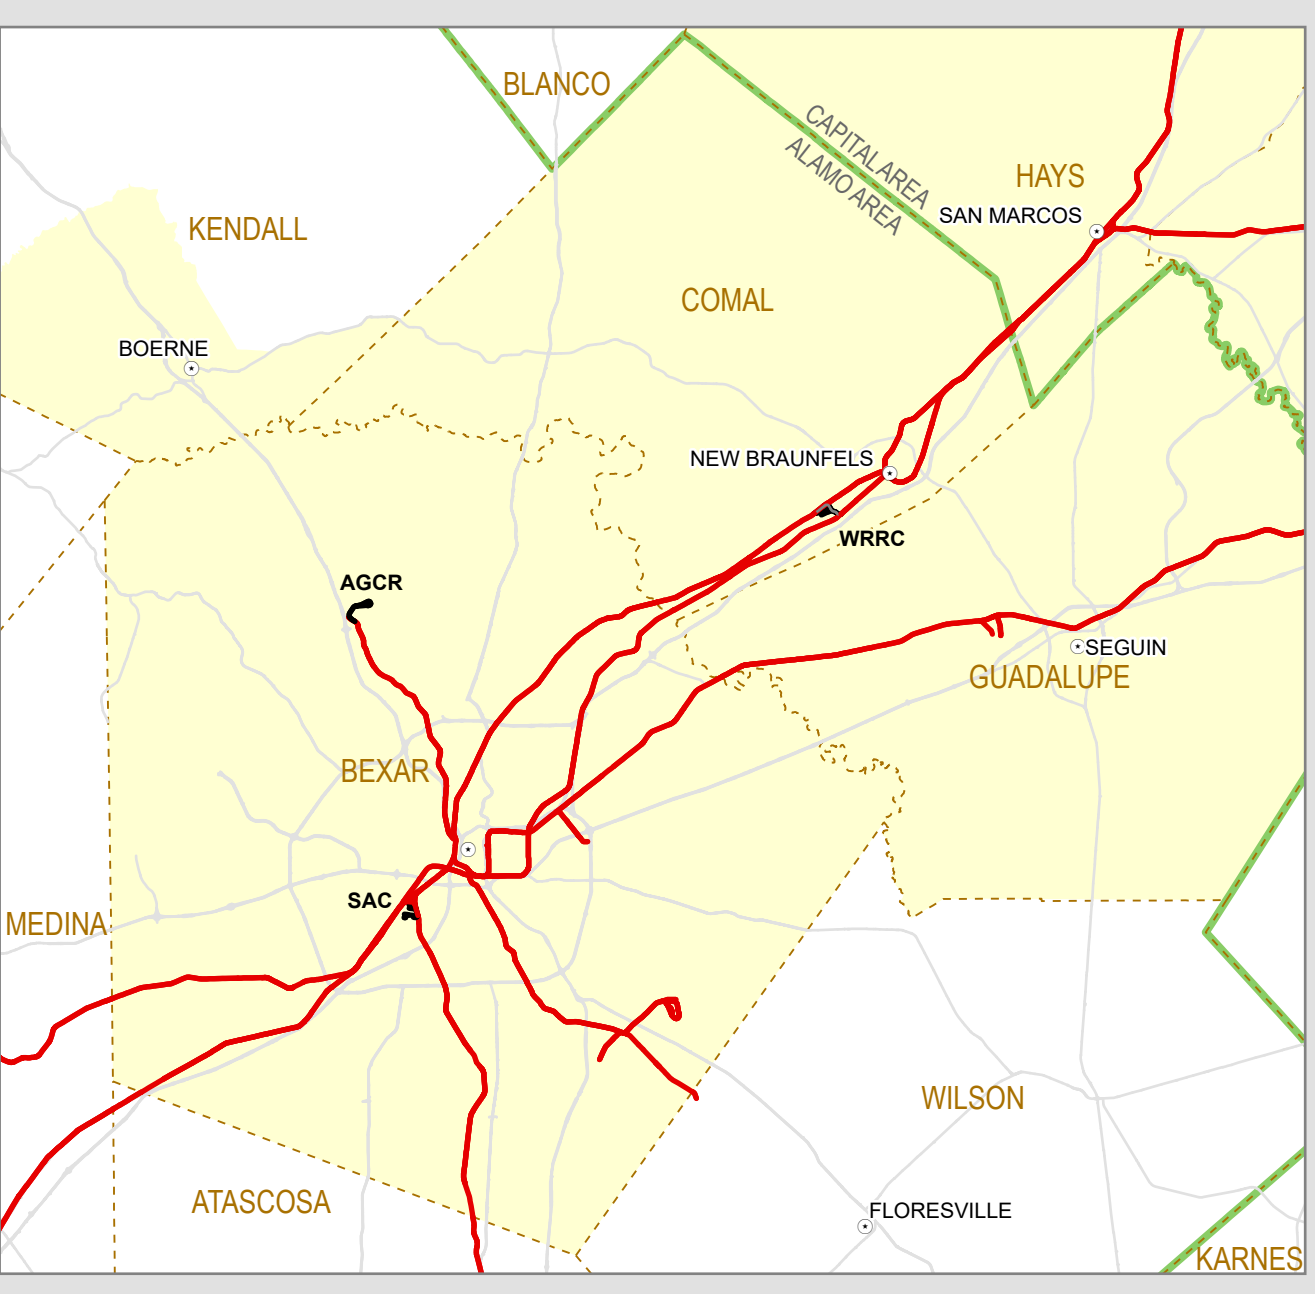 BLANCO
CAPITAL AREA
ALAMO AREA
HAYS
SAN MARCOS
KENDALL
COMAL
BOERNE
NEW BRAUNFELS
WRRC
AGCR
SEGUIN
GUADALUPE
BEXAR
SAC
MEDINA
WILSON
ATASCOSA
FLORESVILLE
KARNES